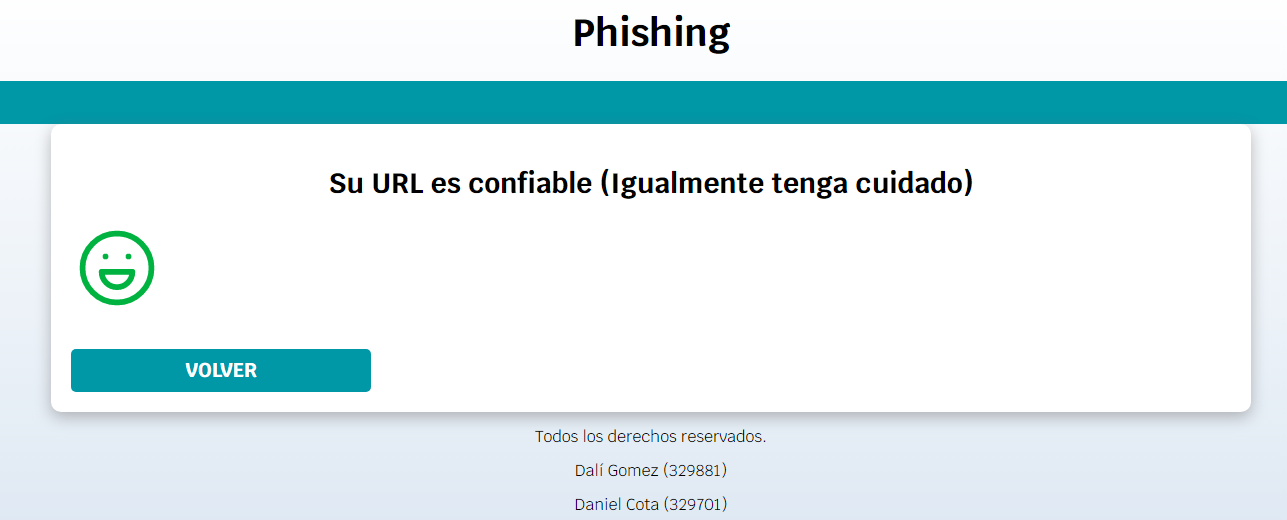 Phishing
Su URL es confiable (Igualmente tenga cuidado)
VOLVER
Todos los derechos reservados.
Dalí Gomez (329881)
Daniel Cota (329701)